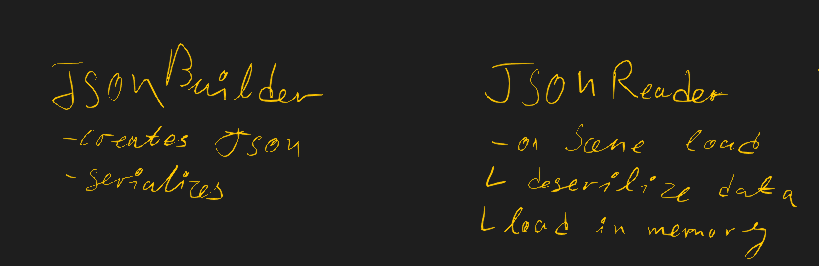 JSONBuilder
-creates Json
-serializes
JSONReader
- on Scene load
L deserilize data
L load in memory